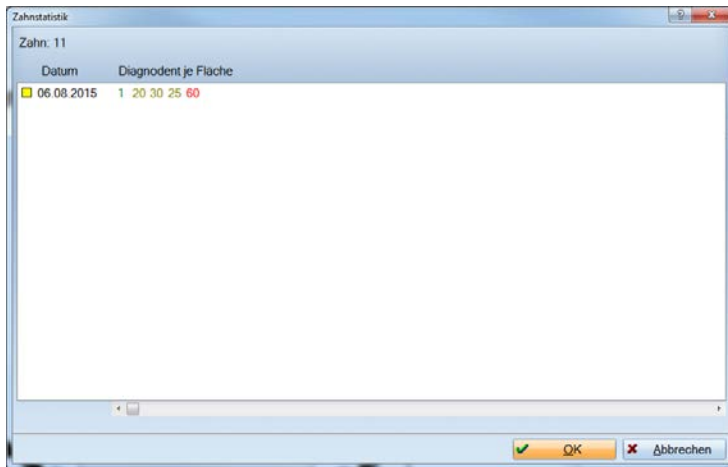 Zahnstatistik
Zahn: 11
Datum Diagnodent je Fläche
06.08.2015 1 20 30 25 60
OK Abbrechen